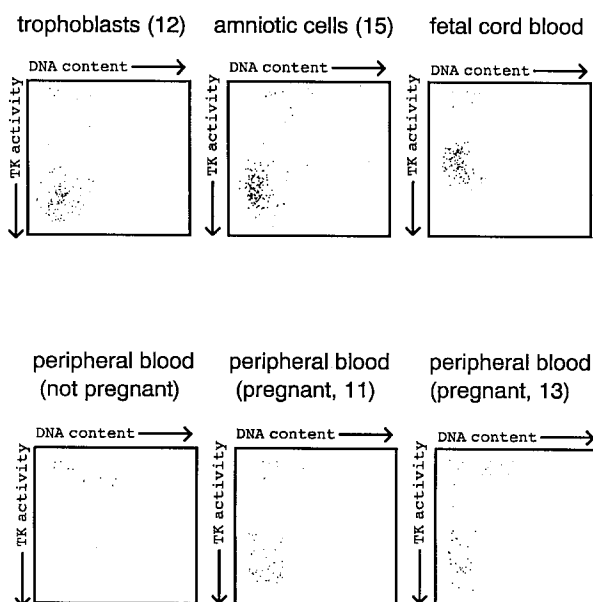 trophoblasts (12)
DNA content
TK activity
amniotic cells (15)
DNA content
TK activity
fetal cord blood
DNA content
TK activity
peripheral blood
(not pregnant)
DNA content
TK activity
peripheral blood
(pregnant, 11)
DNA content
TK activity
peripheral blood
(pregnant, 13)
DNA content
TK activity